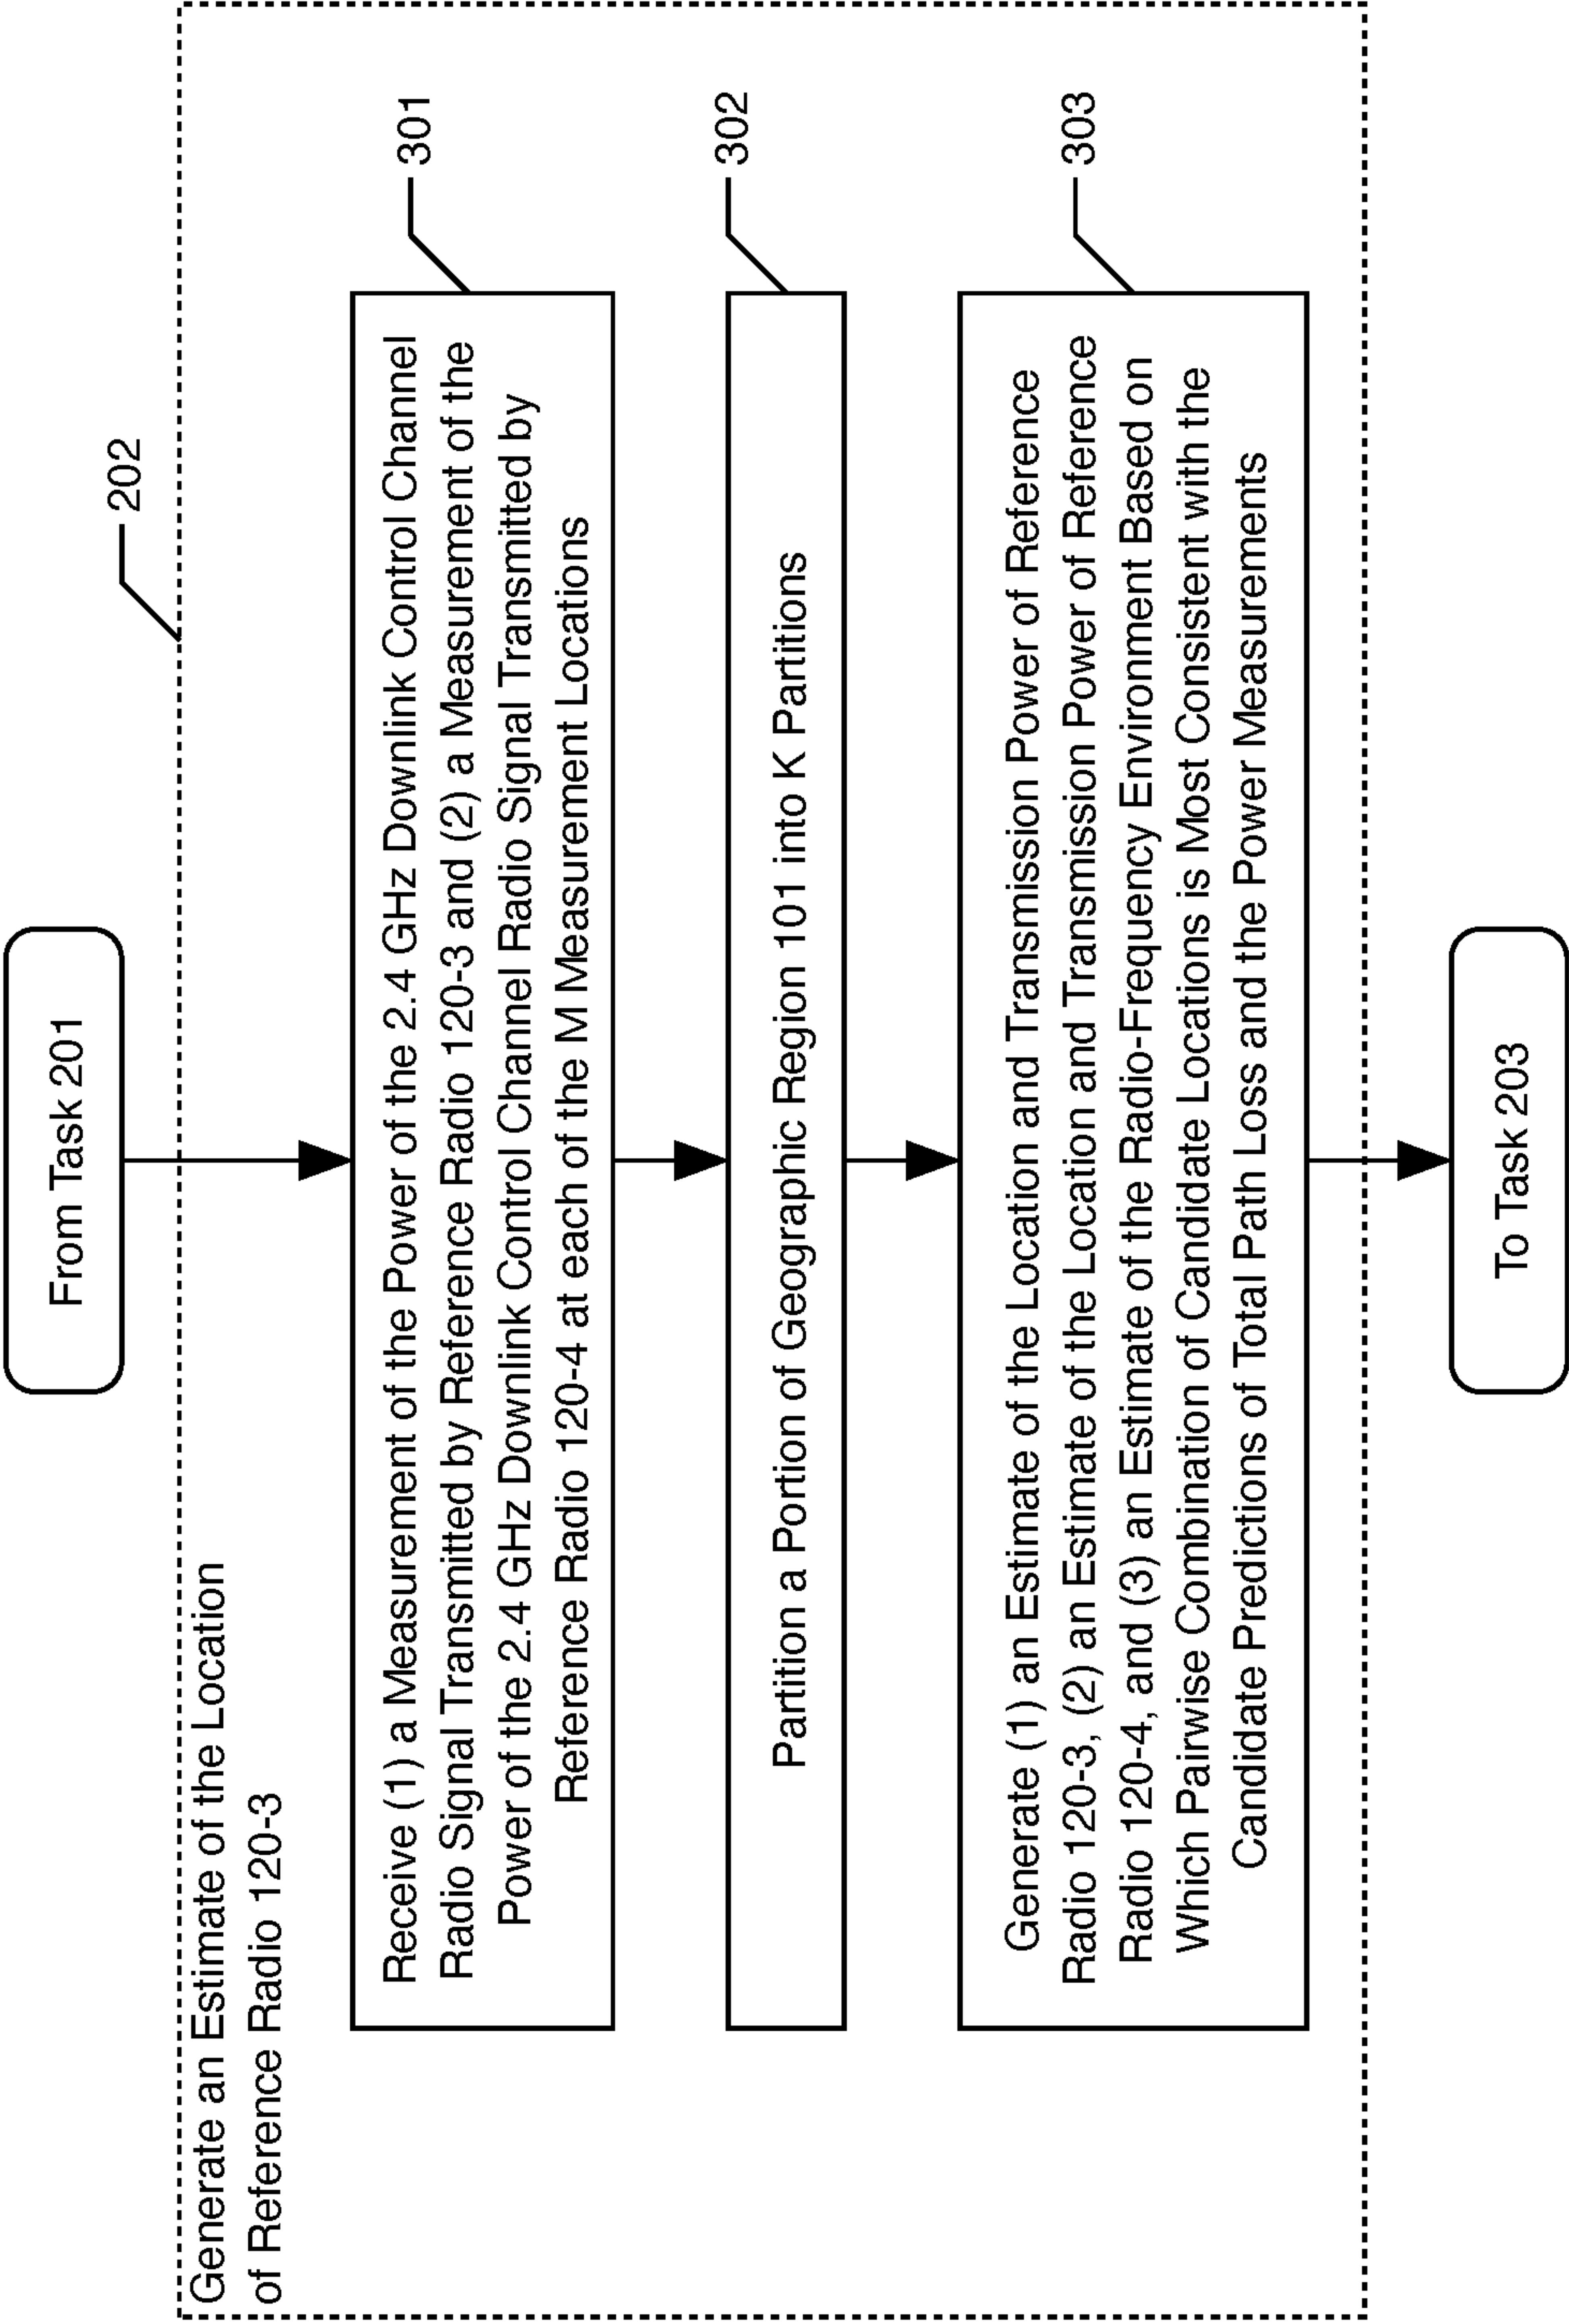 From Task 201
202
Generate an Estimate of the Location
of Reference Radio 120-3
301
Receive (1) a Measurement of the Power of the 2.4 GHz Downlink Control Channel
Radio Signal Transmitted by Reference Radio 120-3 and (2) a Measurement of the
Power of the 2.4 GHz Downlink Control Channel Radio Signal Transmitted by
Reference Radio 120-4 at each of the M Measurement Locations
302
Partition a Portion of Geographic Region 101 into K Partitions
303
Generate (1) an Estimate of the Location and Transmission Power of Reference
Radio 120-3, (2) an Estimate of the Location and Transmission Power of Reference
Radio 120-4, and (3) an Estimate of the Radio-Frequency Environment Based on
Which Pairwise Combination of Candidate Locations is Most Consistent with the
Candidate Predictions of Total Path Loss and the Power Measurements
To Task 203